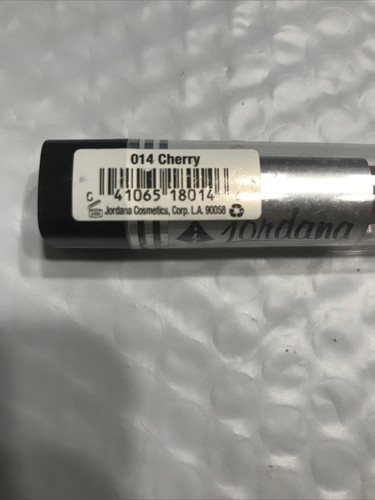 014 Cherry
41065 18014
Jordana Cosmetics, Corp. L.A. 90058
Jordana